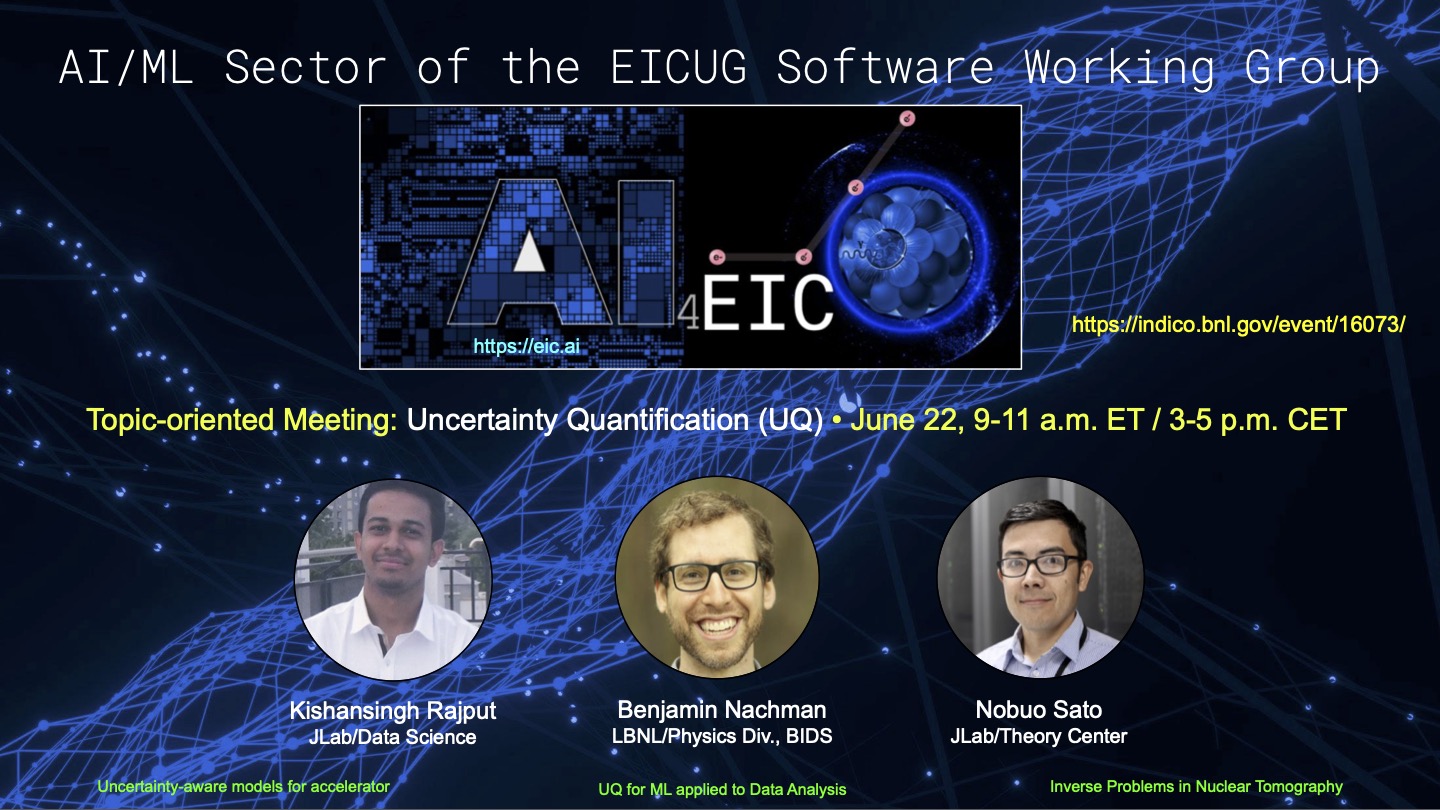 AI/ML Sector of the EICUG Software Working Group
AI
4EIC
e-
https://eic.ai
https://indico.bnl.gov/event/16073/
Topic-oriented Meeting: Uncertainty Quantification (UQ) • June 22, 9-11 a.m. ET / 3-5 p.m. CET
Kishansingh Rajput
JLab/Data Science
Benjamin Nachman
LBNL/Physics Div., BIDS
Nobuo Sato
JLab/Theory Center
Uncertainty-aware models for accelerator
UQ for ML applied to Data Analysis
Inverse Problems in Nuclear Tomography